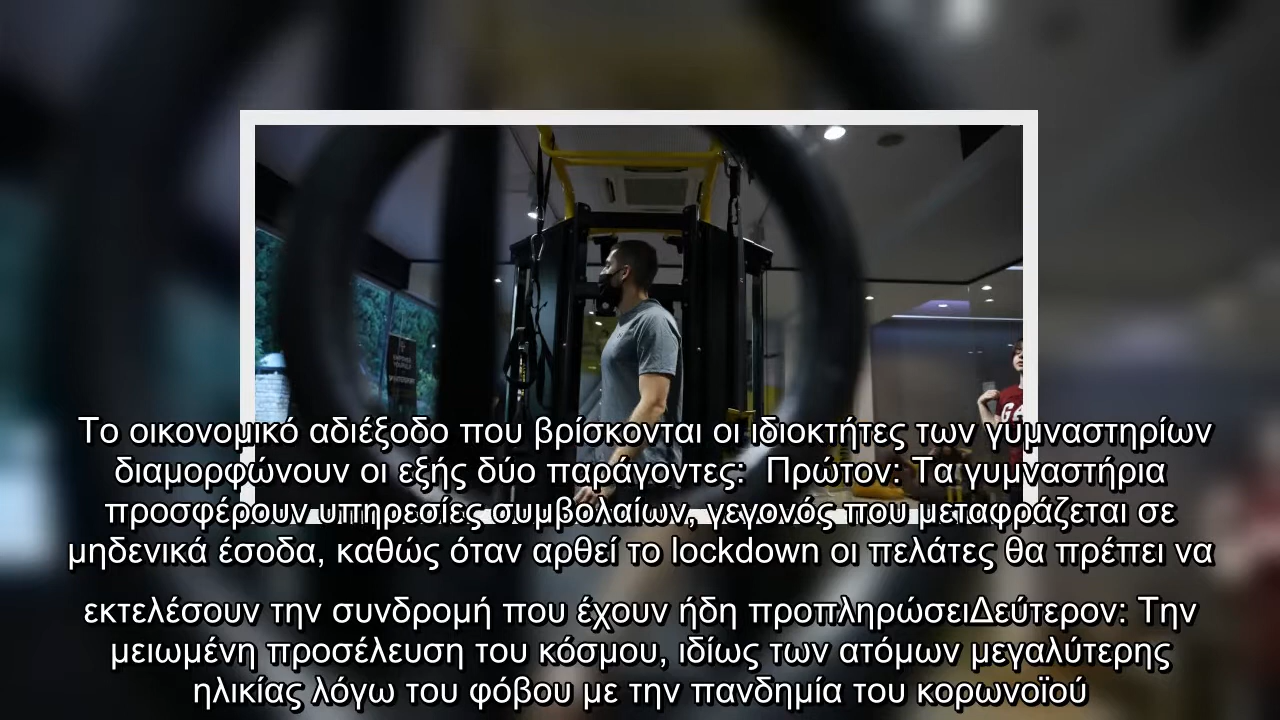 Το οικονομικό αδιέξοδο που βρίσκονται οι ιδιοκτήτες των γυμναστηρίων
διαμορφώνουν οι εξής δύο παράγοντες:  Πρώτον: Τα γυμναστήρια
προσφέρουν υπηρεσίες συμβολαίων, γεγονός που μεταφράζεται σε
μηδενικά έσοδα, καθώς όταν αρθεί το lockdown οι πελάτες θα πρέπει να
εκτελέσουν την συνδρομή που έχουν ήδη προπληρώσειΔεύτερον: Την
μειωμένη προσέλευση του κόσμου, ιδίως των ατόμων μεγαλύτερης
ηλικίας λόγω του φόβου με την πανδημία του κορωνοϊού